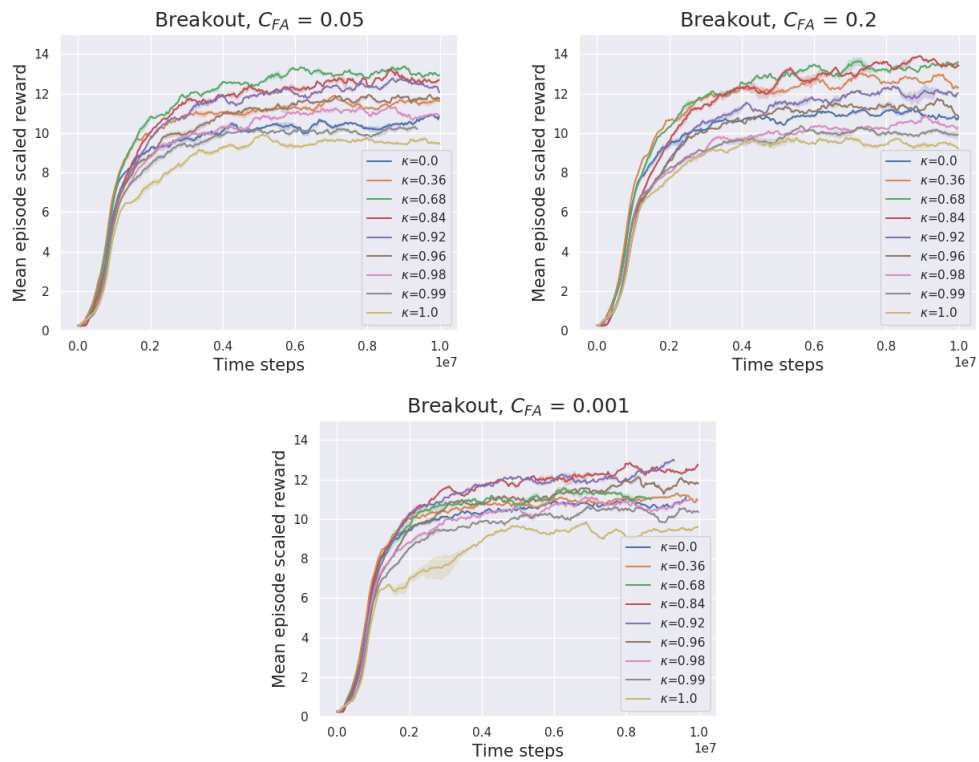 Breakout, C_FA = 0.05
14
12
10
8
6
4
2
0
Mean episode scaled reward
κ=0.0
κ=0.36
κ=0.68
κ=0.84
κ=0.92
κ=0.96
κ=0.98
κ=0.99
κ=1.0
0.0 0.2 0.4 0.6 0.8 1.0
1e7
Time steps
Breakout, C_FA = 0.2
14
12
10
8
6
4
2
0
Mean episode scaled reward
κ=0.0
κ=0.36
κ=0.68
κ=0.84
κ=0.92
κ=0.96
κ=0.98
κ=0.99
κ=1.0
0.0 0.2 0.4 0.6 0.8 1.0
1e7
Time steps
Breakout, C_FA = 0.001
14
12
10
8
6
4
2
0
Mean episode scaled reward
κ=0.0
κ=0.36
κ=0.68
κ=0.84
κ=0.92
κ=0.96
κ=0.98
κ=0.99
κ=1.0
0.0 0.2 0.4 0.6 0.8 1.0
1e7
Time steps